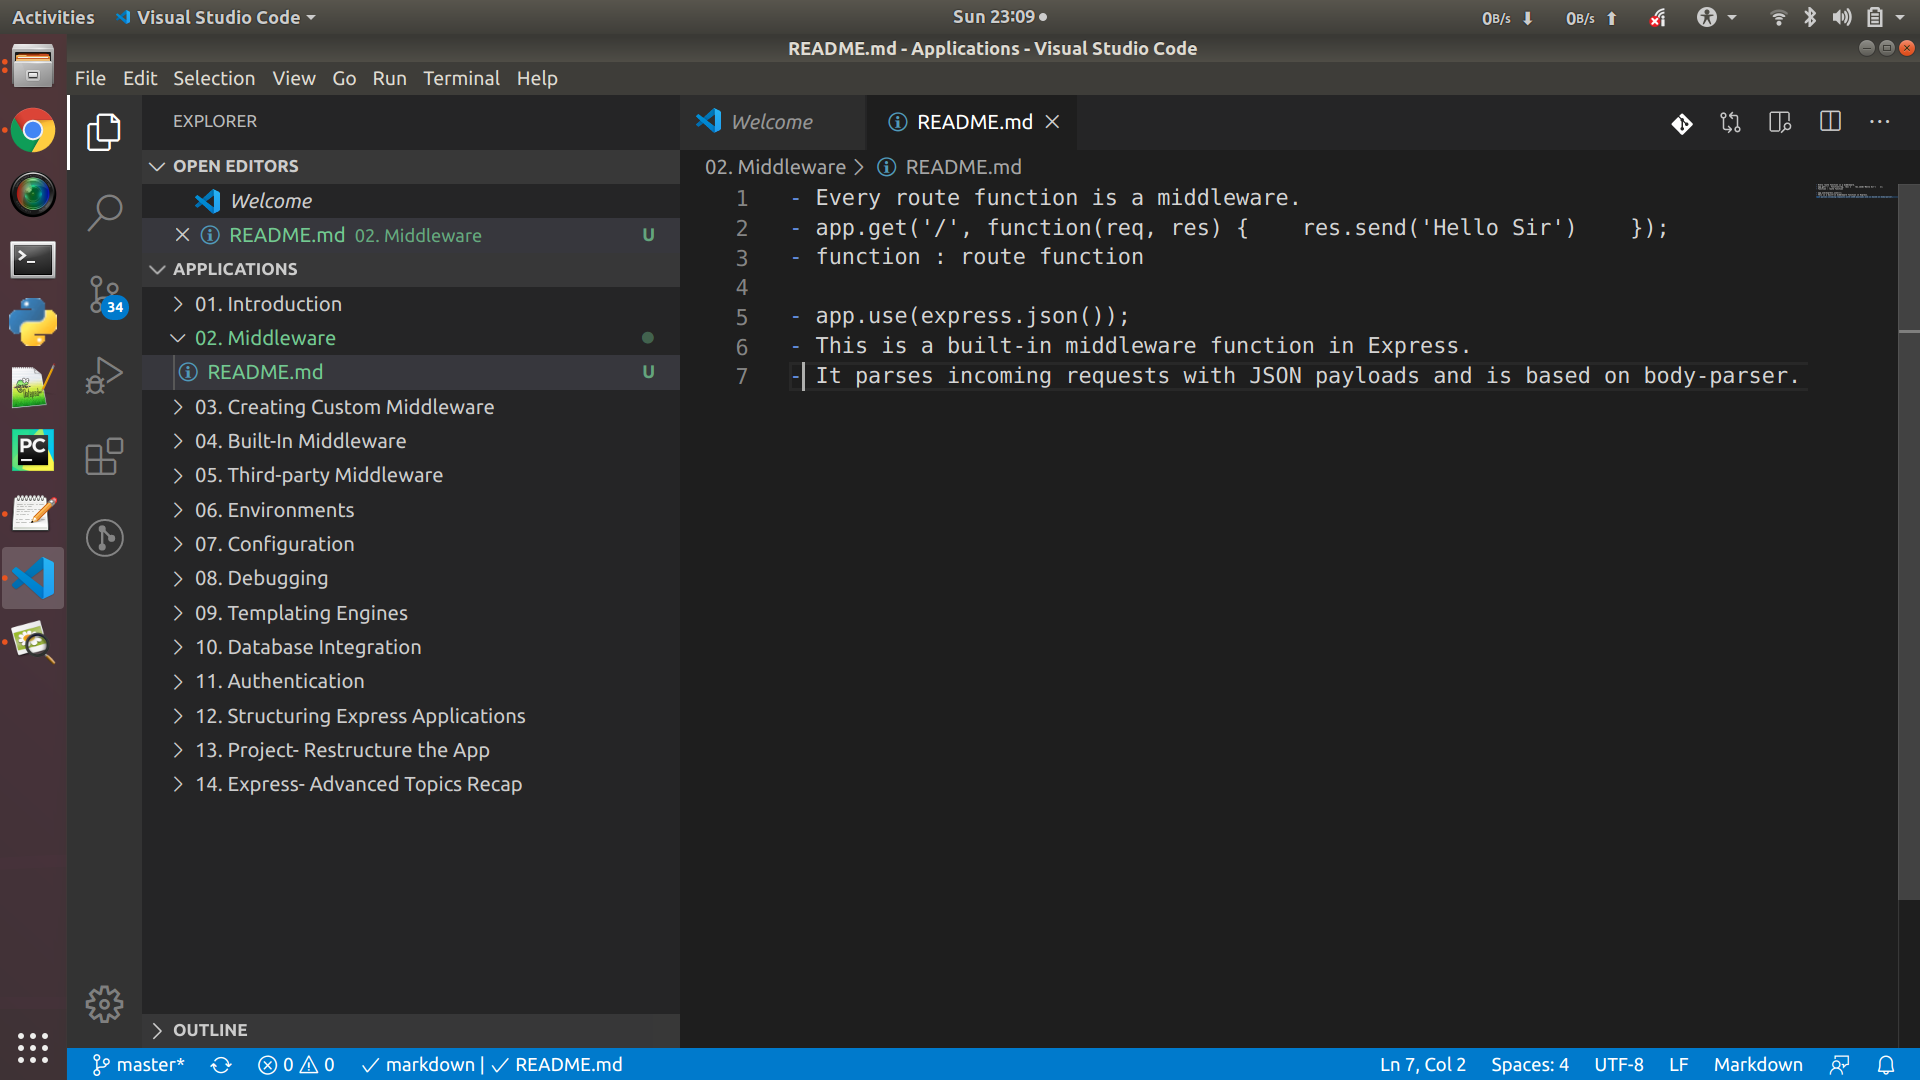 Activities Visual Studio Code Sun 23:09 0B/s 0B/s
README.md - Applications - Visual Studio Code
File Edit Selection View Go Run Terminal Help
EXPLORER
OPEN EDITORS
Welcome
README.md 02. Middleware U
APPLICATIONS
01. Introduction
02. Middleware
README.md U
03. Creating Custom Middleware
04. Built-In Middleware
05. Third-party Middleware
06. Environments
07. Configuration
08. Debugging
09. Templating Engines
10. Database Integration
11. Authentication
12. Structuring Express Applications
13. Project- Restructure the App
14. Express- Advanced Topics Recap
OUTLINE
34
PC
Welcome README.md
02. Middleware > README.md
1 - Every route function is a middleware.
2 - app.get('/', function(req, res) {    res.send('Hello Sir')    });
3 - function : route function
4
5 - app.use(express.json());
6 - This is a built-in middleware function in Express.
7 - It parses incoming requests with JSON payloads and is based on body-parser.
master* 0 0 markdown | README.md Ln 7, Col 2 Spaces: 4 UTF-8 LF Markdown